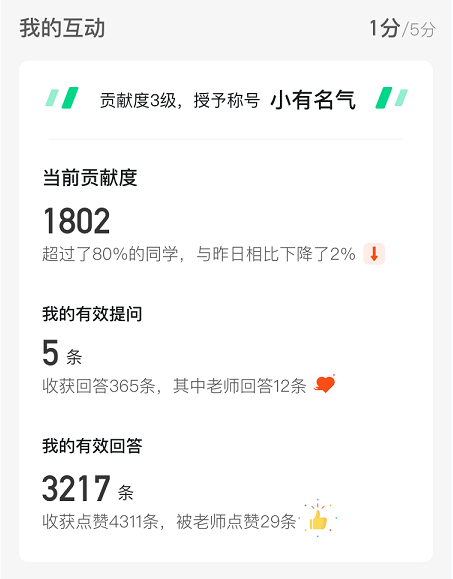 我的互动 1分/5分
贡献度3级，授予称号 小有名气
当前贡献度
1802
超过了80%的同学，与昨日相比下降了2%
我的有效提问
5 条
收获回答365条，其中老师回答12条
我的有效回答
3217 条
收获点赞4311条，被老师点赞29条